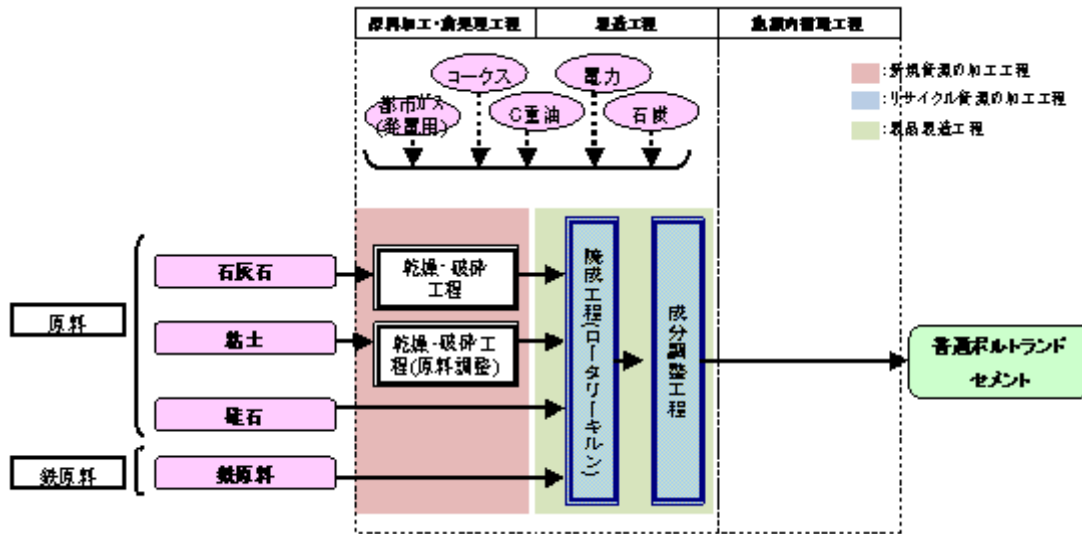 原料加工・前処理工程
製造工程
施設内循環工程
コークス
電力
都市ガス
(発電用)
C重油
石炭
:新規資源の加工工程
:リサイクル資源の加工工程
:製品製造工程
原料
石灰石
粘土
硅石
鉄原料
鉄原料
乾燥・破砕
工程
乾燥・破砕工
程(原料調整)
焼成工程(ロータリーキルン)
成分調整工程
普通ポルトランド
セメント